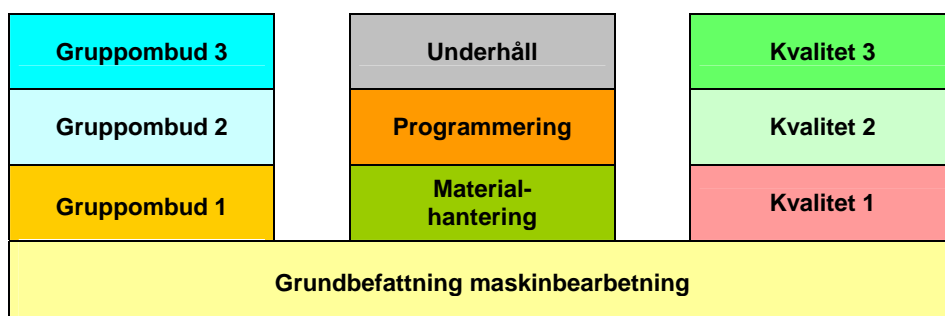 Gruppombud 3
Underhåll
Kvalitet 3
Gruppombud 2
Programmering
Kvalitet 2
Gruppombud 1
Material-
hantering
Kvalitet 1
Grundbefattning maskinbearbetning